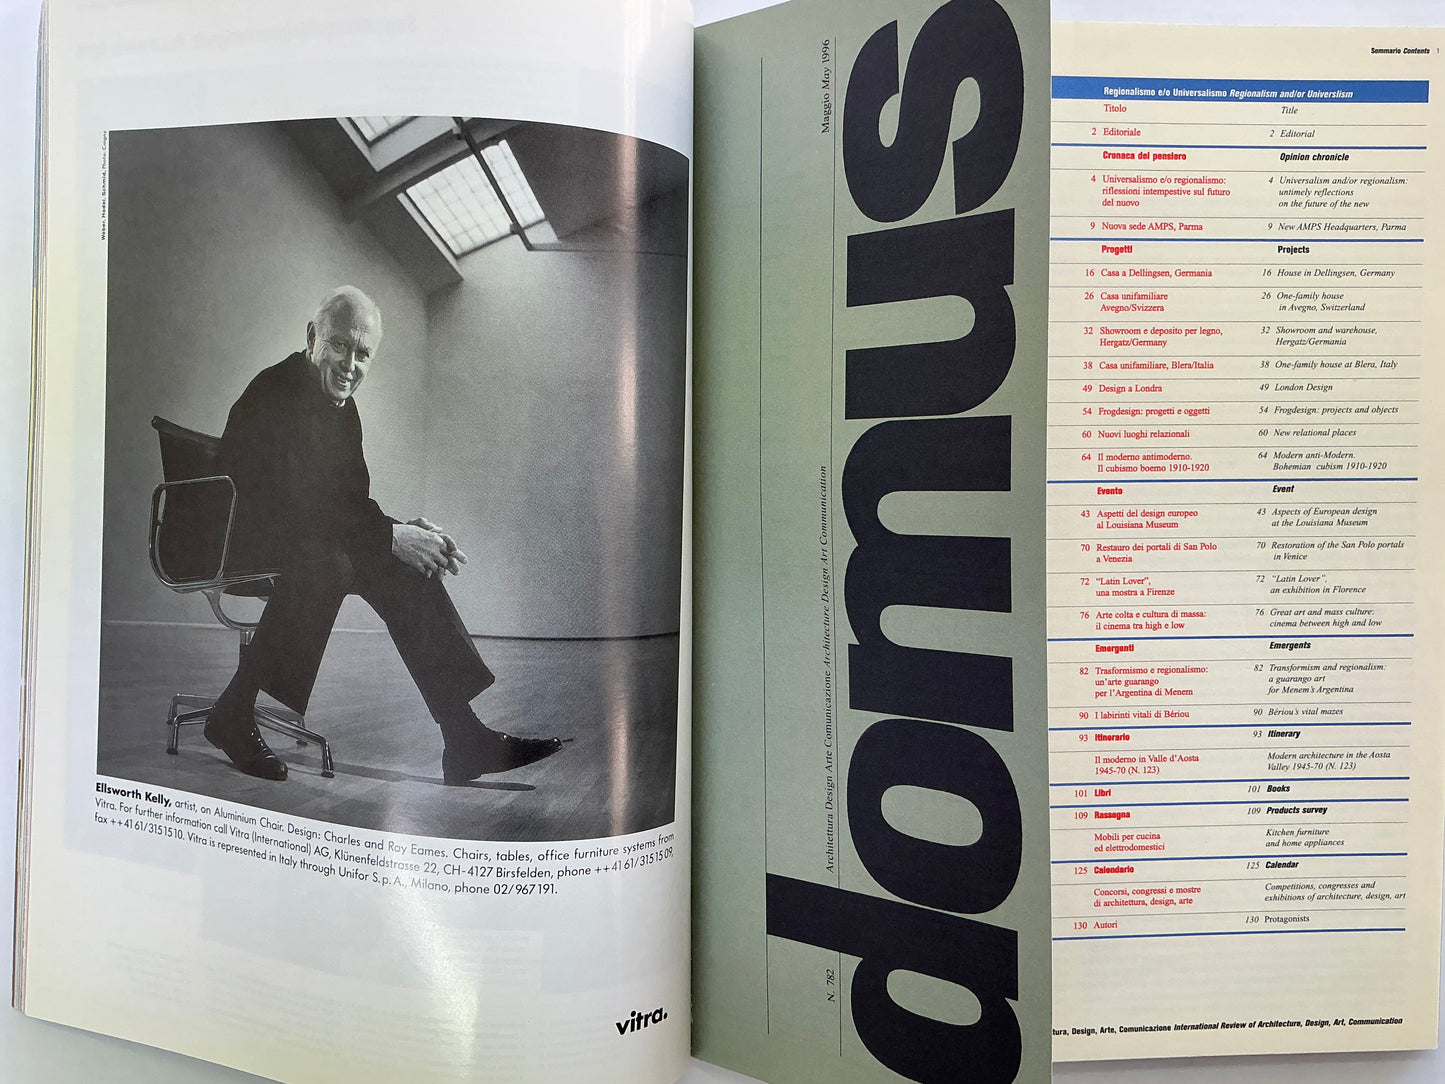 Weber, Hodel, Schmid, Photo: Coigny
Ellsworth Kelly, artist, on Aluminium Chair. Design: Charles and Ray Eames. Chairs, tables, office furniture systems from
Vitra. For further information call Vitra (International) AG, Klünenfeldstrasse 22, CH-4127 Birsfelden, phone ++41 61/315 15 09,
fax ++41 61/315 15 10. Vitra is represented in Italy through Unifor S.p.A., Milano, phone 02/967 191.
vitra.
domus
Maggio May 1996
Architettura Design Arte Comunicazione Architecture Design Art Communication
N. 782
Sommario Contents 1
Regionalismo e/o Universalismo Regionalism and/or Universlism
Titolo Title
2 Editoriale 2 Editorial
Cronaca del pensiero Opinion chronicle
4 Universalismo e/o regionalismo: 4 Universalism and/or regionalism:
riflessioni intempestive sul futuro untimely reflections
del nuovo on the future of the new
9 Nuova sede AMPS, Parma 9 New AMPS Headquarters, Parma
Progetti Projects
16 Casa a Dellingsen, Germania 16 House in Dellingsen, Germany
26 Casa unifamiliare 26 One-family house
Avegno/Svizzera in Avegno, Switzerland
32 Showroom e deposito per legno, 32 Showroom and warehouse,
Hergatz/Germany Hergatz/Germania
38 Casa unifamiliare, Blera/Italia 38 One-family house at Blera, Italy
49 Design a Londra 49 London Design
54 Frogdesign: progetti e oggetti 54 Frogdesign: projects and objects
60 Nuovi luoghi relazionali 60 New relational places
64 Il moderno antimoderno. 64 Modern anti-Modern.
Il cubismo boemo 1910-1920 Bohemian cubism 1910-1920
Evento Event
43 Aspetti del design europeo 43 Aspects of European design
al Louisiana Museum at the Louisiana Museum
70 Restauro dei portali di San Polo 70 Restoration of the San Polo portals
a Venezia in Venice
72 "Latin Lover", 72 "Latin Lover",
una mostra a Firenze an exhibition in Florence
76 Arte colta e cultura di massa: 76 Great art and mass culture:
il cinema tra high e low cinema between high and low
Emergenti Emergents
82 Trasformismo e regionalismo: 82 Transformism and regionalism:
un'arte guarango a guarango art
per l'Argentina di Menem for Menem's Argentina
90 I labirinti vitali di Bériou 90 Bériou's vital mazes
93 Itinerario 93 Itinerary
Il moderno in Valle d'Aosta Modern architecture in the Aosta
1945-70 (N. 123) Valley 1945-70 (N. 123)
101 Libri 101 Books
109 Rassegna 109 Products survey
Mobili per cucina Kitchen furniture
ed elettrodomestici and home appliances
125 Calendario 125 Calendar
Concorsi, congressi e mostre Competitions, congresses and
di architettura, design, arte exhibitions of architecture, design, art
130 Autori 130 Protagonists
tura, Design, Arte, Comunicazione International Review of Architecture, Design, Art, Communication